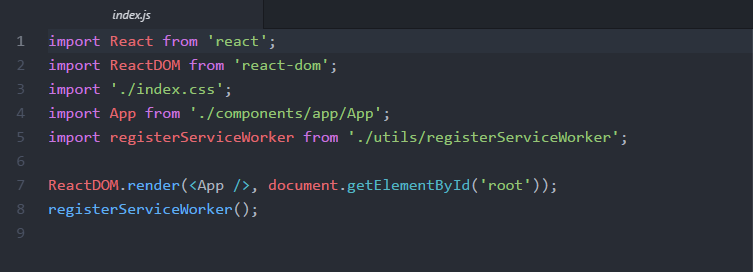 index.js
1 import React from 'react';
2 import ReactDOM from 'react-dom';
3 import './index.css';
4 import App from './components/app/App';
5 import registerServiceWorker from './utils/registerServiceWorker';
6
7 ReactDOM.render(<App />, document.getElementById('root'));
8 registerServiceWorker();
9